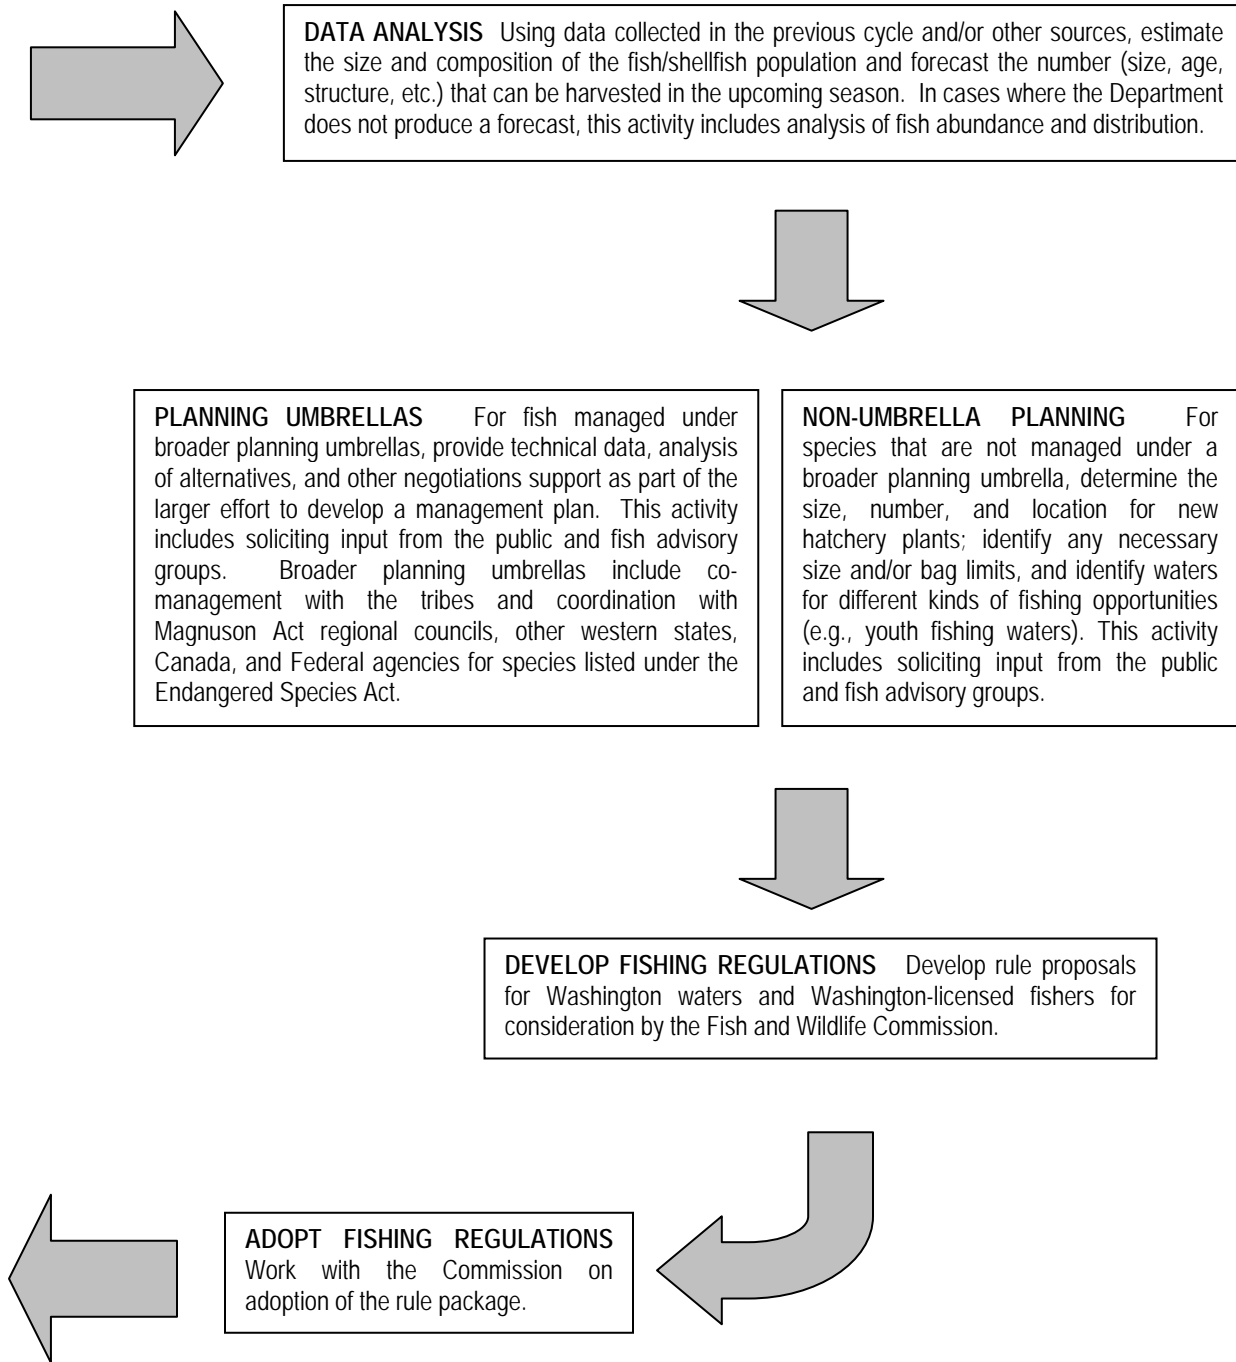 DATA ANALYSIS Using data collected in the previous cycle and/or other sources, estimate
the size and composition of the fish/shellfish population and forecast the number (size, age,
structure, etc.) that can be harvested in the upcoming season. In cases where the Department
does not produce a forecast, this activity includes analysis of fish abundance and distribution.
PLANNING UMBRELLAS For fish managed under
broader planning umbrellas, provide technical data, analysis
of alternatives, and other negotiations support as part of the
larger effort to develop a management plan. This activity
includes soliciting input from the public and fish advisory
groups. Broader planning umbrellas include co-
management with the tribes and coordination with
Magnuson Act regional councils, other western states,
Canada, and Federal agencies for species listed under the
Endangered Species Act.
NON-UMBRELLA PLANNING For
species that are not managed under a
broader planning umbrella, determine the
size, number, and location for new
hatchery plants; identify any necessary
size and/or bag limits, and identify waters
for different kinds of fishing opportunities
(e.g., youth fishing waters). This activity
includes soliciting input from the public
and fish advisory groups.
DEVELOP FISHING REGULATIONS Develop rule proposals
for Washington waters and Washington-licensed fishers for
consideration by the Fish and Wildlife Commission.
ADOPT FISHING REGULATIONS
Work with the Commission on
adoption of the rule package.